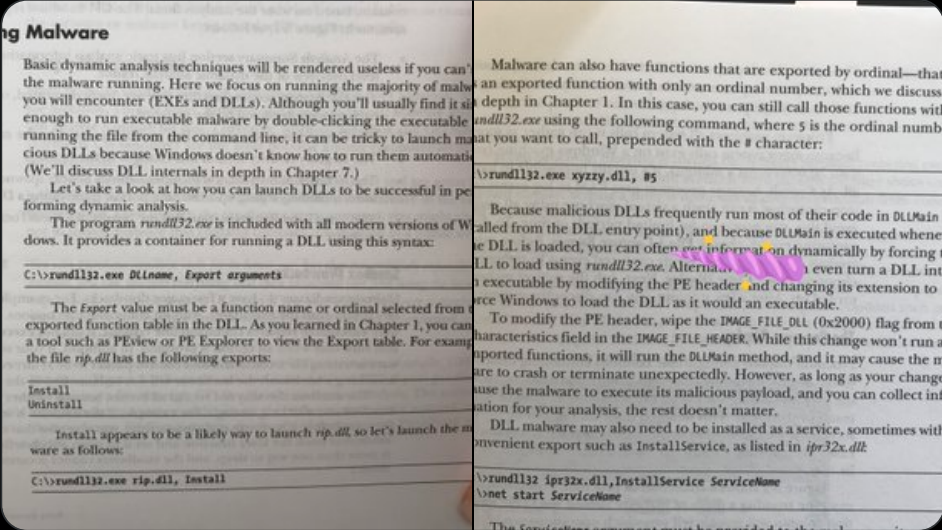 ng Malware
Basic dynamic analysis techniques will be rendered useless if you can'
the malware running. Here we focus on running the majority of malw
you will encounter (EXEs and DLLs). Although you'll usually find it si
enough to run executable malware by double-clicking the executable
running the file from the command line, it can be tricky to launch ma
cious DLLs because Windows doesn't know how to run them automati
(We'll discuss DLL internals in depth in Chapter 7.)
Let's take a look at how you can launch DLLs to be successful in pe
forming dynamic analysis.
The program rundll32.exe is included with all modern versions of W
dows. It provides a container for running a DLL using this syntax:
C:\>rundll32.exe DLLname, Export arguments
The Export value must be a function name or ordinal selected from t
exported function table in the DLL. As you learned in Chapter 1, you can
a tool such as PEview or PE Explorer to view the Export table. For examp
the file rip.dll has the following exports:
Install
Uninstall
Install appears to be a likely way to launch rip.dll, so let's launch the m
ware as follows:
C:\>rundll32.exe rip.dll, Install
Malware can also have functions that are exported by ordinal—that
an exported function with only an ordinal number, which we discuss
depth in Chapter 1. In this case, you can still call those functions wit
undll32.exe using the following command, where 5 is the ordinal numb
at you want to call, prepended with the # character:
\>rundll32.exe xyzzy.dll, #5
Because malicious DLLs frequently run most of their code in DLLMain
alled from the DLL entry point), and because DLLMain is executed whene
e DLL is loaded, you can often get information dynamically by forcing
LL to load using rundll32.exe. even turn a DLL int
executable by modifying the PE header and changing its extension to
rce Windows to load the DLL as it would an executable.
To modify the PE header, wipe the IMAGE_FILE_DLL (0x2000) flag from
haracteristics field in the IMAGE_FILE_HEADER. While this change won't run a
nported functions, it will run the DLLMain method, and it may cause the m
are to crash or terminate unexpectedly. However, as long as your change
use the malware to execute its malicious payload, and you can collect inf
ation for your analysis, the rest doesn't matter.
DLL malware may also need to be installed as a service, sometimes with
onvenient export such as InstallService, as listed in ipr32x.dll:
\>rundll32 ipr32x.dll,InstallService ServiceName
\>net start ServiceName